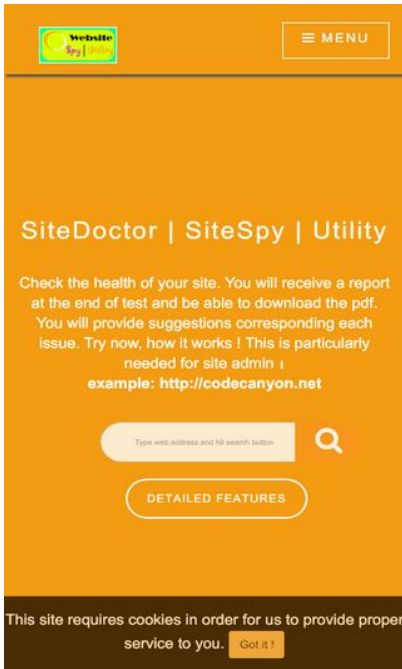 Website
Spy | Utility
≡ MENU
SiteDoctor | SiteSpy | Utility
Check the health of your site. You will receive a report
at the end of test and be able to download the pdf.
You will provide suggestions corresponding each
issue. Try now, how it works ! This is particularly
needed for site admin ।
example: http://codecanyon.net
Type web address and hit search button
DETAILED FEATURES
This site requires cookies in order for us to provide proper
service to you. Got it !